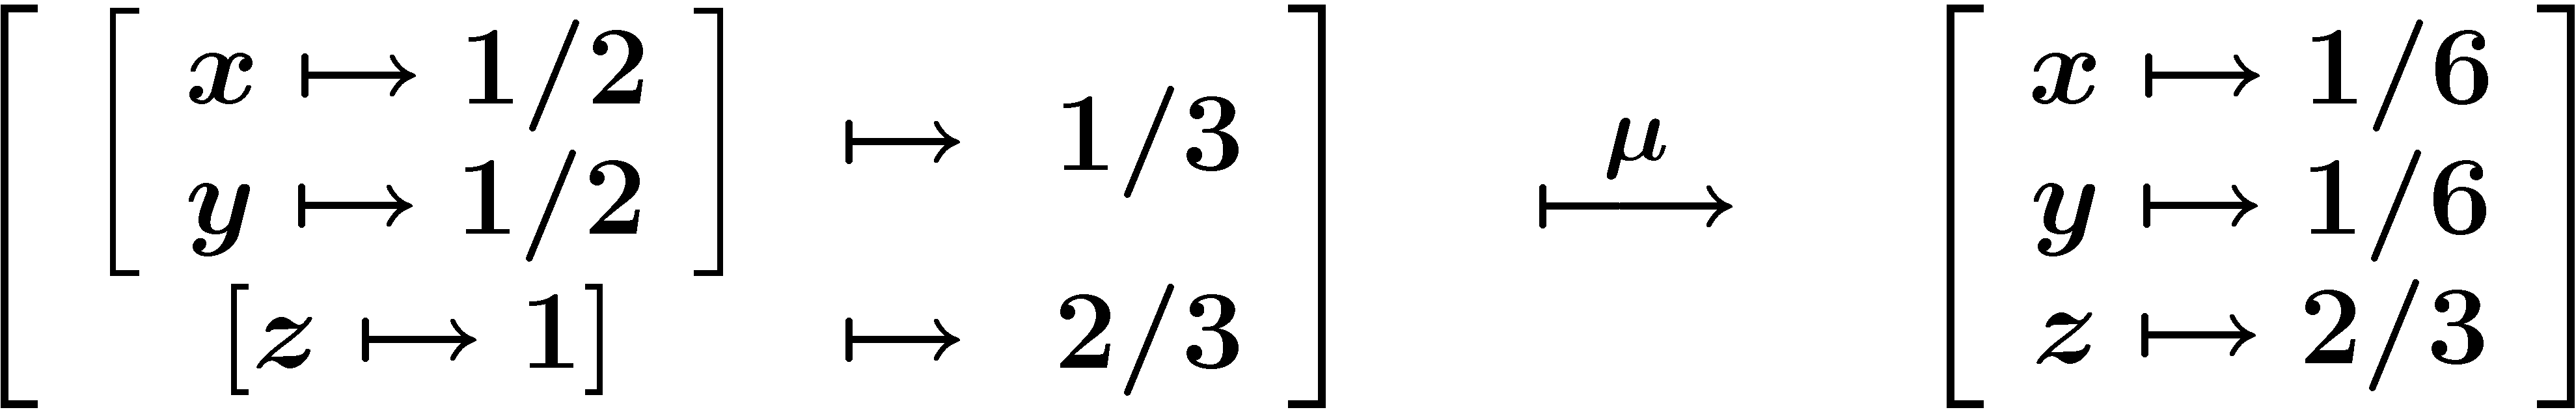 [ [ x ↦ 1/2 y ↦ 1/2 ] ↦ 1/3
[z ↦ 1] ↦ 2/3 ]
μ ⟼
[ x ↦ 1/6
y ↦ 1/6
z ↦ 2/3 ]